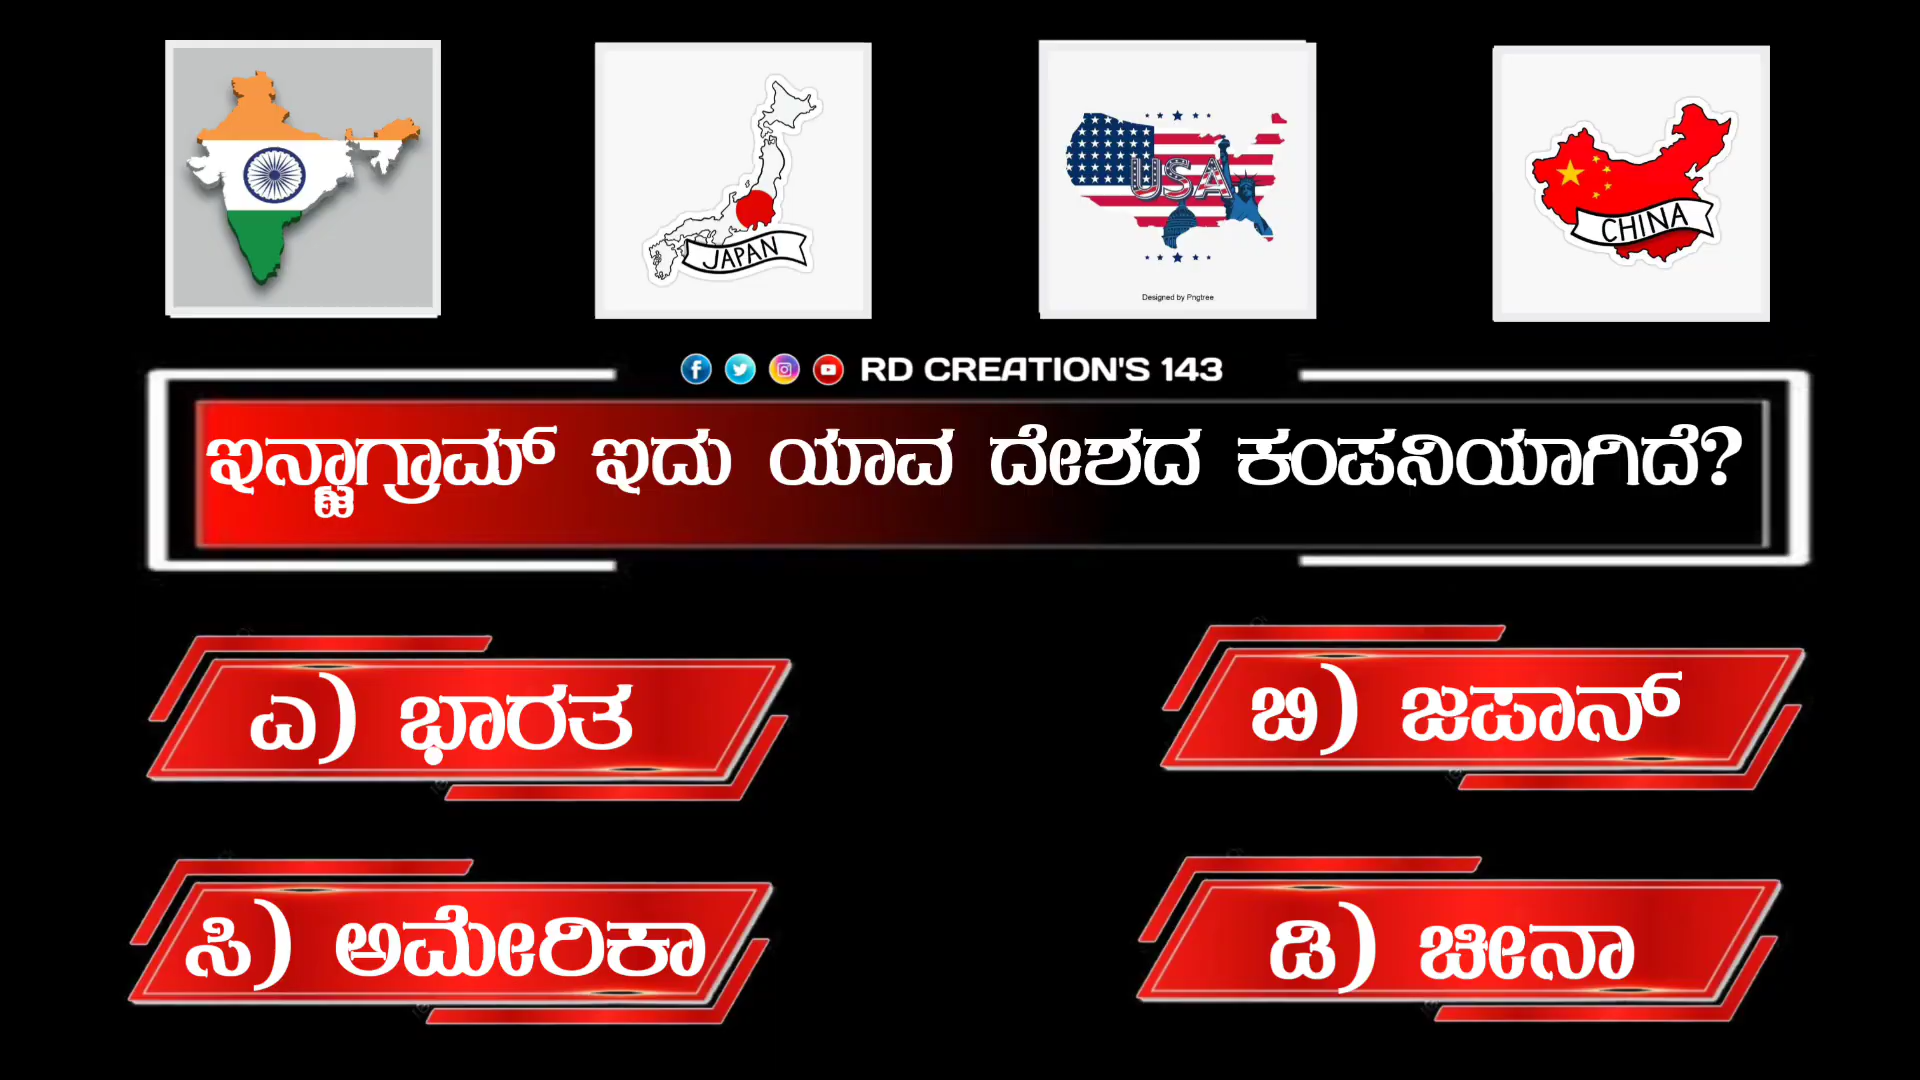 JAPAN
USA
CHINA
Designed by Pngtree
RD CREATION'S 143
ಇನ್ಸ್ಟಾಗ್ರಾಮ್ ಇದು ಯಾವ ದೇಶದ ಕಂಪನಿಯಾಗಿದೆ?
ಎ) ಭಾರತ
ಬಿ) ಜಪಾನ್
ಸಿ) ಅಮೇರಿಕಾ
ಡಿ) ಚೀನಾ